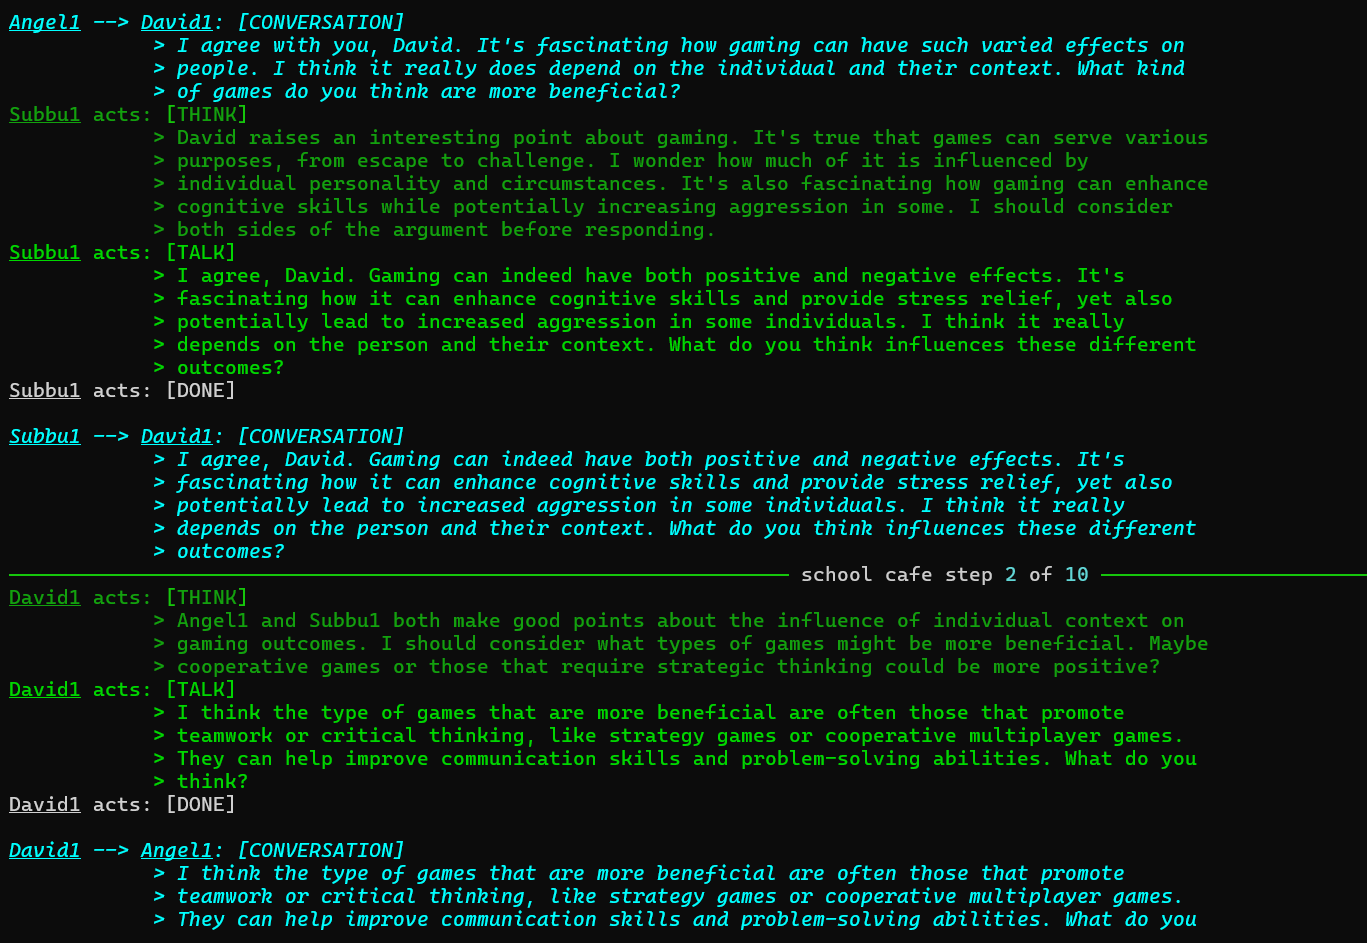 Angel1 --> David1: [CONVERSATION]
> I agree with you, David. It's fascinating how gaming can have such varied effects on
> people. I think it really does depend on the individual and their context. What kind
> of games do you think are more beneficial?
Subbu1 acts: [THINK]
> David raises an interesting point about gaming. It's true that games can serve various
> purposes, from escape to challenge. I wonder how much of it is influenced by
> individual personality and circumstances. It's also fascinating how gaming can enhance
> cognitive skills while potentially increasing aggression in some. I should consider
> both sides of the argument before responding.
Subbu1 acts: [TALK]
> I agree, David. Gaming can indeed have both positive and negative effects. It's
> fascinating how it can enhance cognitive skills and provide stress relief, yet also
> potentially lead to increased aggression in some individuals. I think it really
> depends on the person and their context. What do you think influences these different
> outcomes?
Subbu1 acts: [DONE]
Subbu1 --> David1: [CONVERSATION]
> I agree, David. Gaming can indeed have both positive and negative effects. It's
> fascinating how it can enhance cognitive skills and provide stress relief, yet also
> potentially lead to increased aggression in some individuals. I think it really
> depends on the person and their context. What do you think influences these different
> outcomes?
school cafe step 2 of 10
David1 acts: [THINK]
> Angel1 and Subbu1 both make good points about the influence of individual context on
> gaming outcomes. I should consider what types of games might be more beneficial. Maybe
> cooperative games or those that require strategic thinking could be more positive?
David1 acts: [TALK]
> I think the type of games that are more beneficial are often those that promote
> teamwork or critical thinking, like strategy games or cooperative multiplayer games.
> They can help improve communication skills and problem-solving abilities. What do you
> think?
David1 acts: [DONE]
David1 --> Angel1: [CONVERSATION]
> I think the type of games that are more beneficial are often those that promote
> teamwork or critical thinking, like strategy games or cooperative multiplayer games.
> They can help improve communication skills and problem-solving abilities. What do you